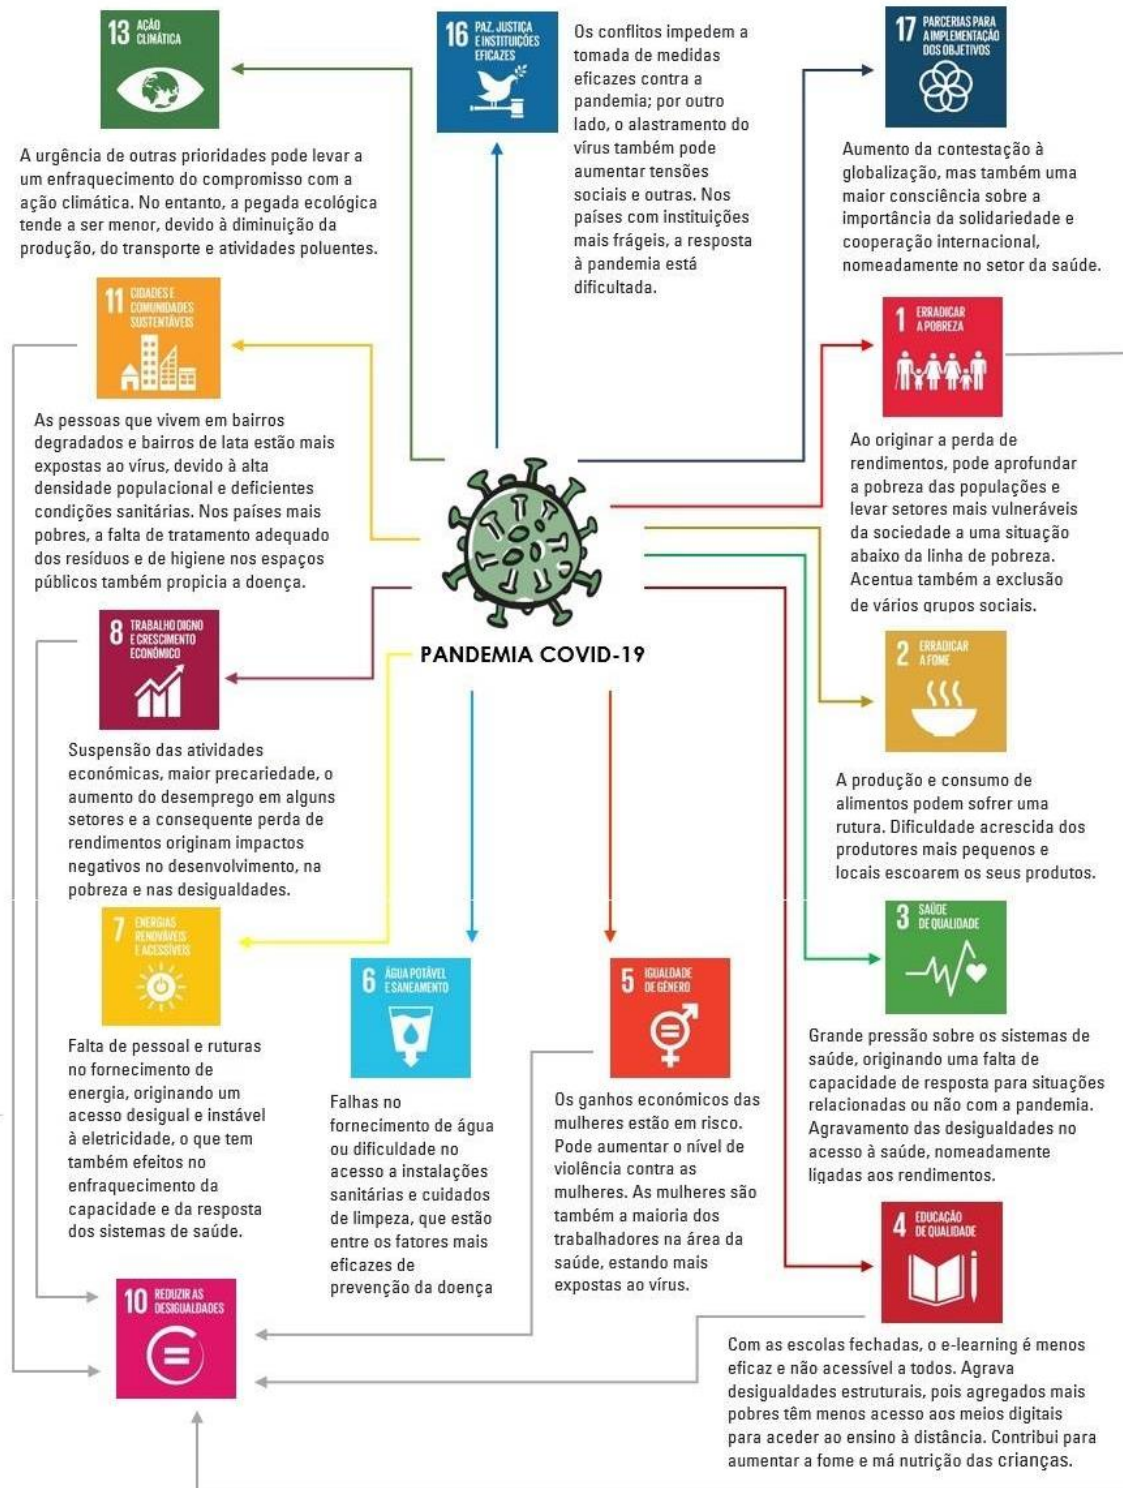 13 AÇÃO
CLIMÁTICA
A urgência de outras prioridades pode levar a
um enfraquecimento do compromisso com a
ação climática. No entanto, a pegada ecológica
tende a ser menor, devido à diminuição da
produção, do transporte e atividades poluentes.
16 PAZ, JUSTIÇA
E INSTITUIÇÕES
EFICAZES
Os conflitos impedem a
tomada de medidas
eficazes contra a
pandemia; por outro
lado, o alastramento do
vírus também pode
aumentar tensões
sociais e outras. Nos
países com instituições
mais frágeis, a resposta
à pandemia está
dificultada.
17 PARCERIAS PARA
A IMPLEMENTAÇÃO
DOS OBJETIVOS
Aumento da contestação à
globalização, mas também uma
maior consciência sobre a
importância da solidariedade e
cooperação internacional,
nomeadamente no setor da saúde.
11 CIDADES E
COMUNIDADES
SUSTENTÁVEIS
As pessoas que vivem em bairros
degradados e bairros de lata estão mais
expostas ao vírus, devido à alta
densidade populacional e deficientes
condições sanitárias. Nos países mais
pobres, a falta de tratamento adequado
dos resíduos e de higiene nos espaços
públicos também propicia a doença.
1 ERRADICAR
A POBREZA
Ao originar a perda de
rendimentos, pode aprofundar
a pobreza das populações e
levar setores mais vulneráveis
da sociedade a uma situação
abaixo da linha de pobreza.
Acentua também a exclusão
de vários grupos sociais.
PANDEMIA COVID-19
8 TRABALHO DIGNO
E CRESCIMENTO
ECONÓMICO
Suspensão das atividades
económicas, maior precariedade, o
aumento do desemprego em alguns
setores e a consequente perda de
rendimentos originam impactos
negativos no desenvolvimento, na
pobreza e nas desigualdades.
2 ERRADICAR
A FOME
A produção e consumo de
alimentos podem sofrer uma
rutura. Dificuldade acrescida dos
produtores mais pequenos e
locais escoarem os seus produtos.
7 ENERGIAS
RENOVÁVEIS
E ACESSÍVEIS
Falta de pessoal e ruturas
no fornecimento de
energia, originando um
acesso desigual e instável
à eletricidade, o que tem
também efeitos no
enfraquecimento da
capacidade e da resposta
dos sistemas de saúde.
6 ÁGUA POTÁVEL
E SANEAMENTO
Falhas no
fornecimento de água
ou dificuldade no
acesso a instalações
sanitárias e cuidados
de limpeza, que estão
entre os fatores mais
eficazes de
prevenção da doença
5 IGUALDADE
DE GÉNERO
Os ganhos económicos das
mulheres estão em risco.
Pode aumentar o nível de
violência contra as
mulheres. As mulheres são
também a maioria dos
trabalhadores na área da
saúde, estando mais
expostas ao vírus.
3 SAÚDE
DE QUALIDADE
Grande pressão sobre os sistemas de
saúde, originando uma falta de
capacidade de resposta para situações
relacionadas ou não com a pandemia.
Agravamento das desigualdades no
acesso à saúde, nomeadamente
ligadas aos rendimentos.
4 EDUCAÇÃO
DE QUALIDADE
Com as escolas fechadas, o e-learning é menos
eficaz e não acessível a todos. Agrava
desigualdades estruturais, pois agregados mais
pobres têm menos acesso aos meios digitais
para aceder ao ensino à distância. Contribui para
aumentar a fome e má nutrição das crianças.
10 REDUZIR AS
DESIGUALDADES